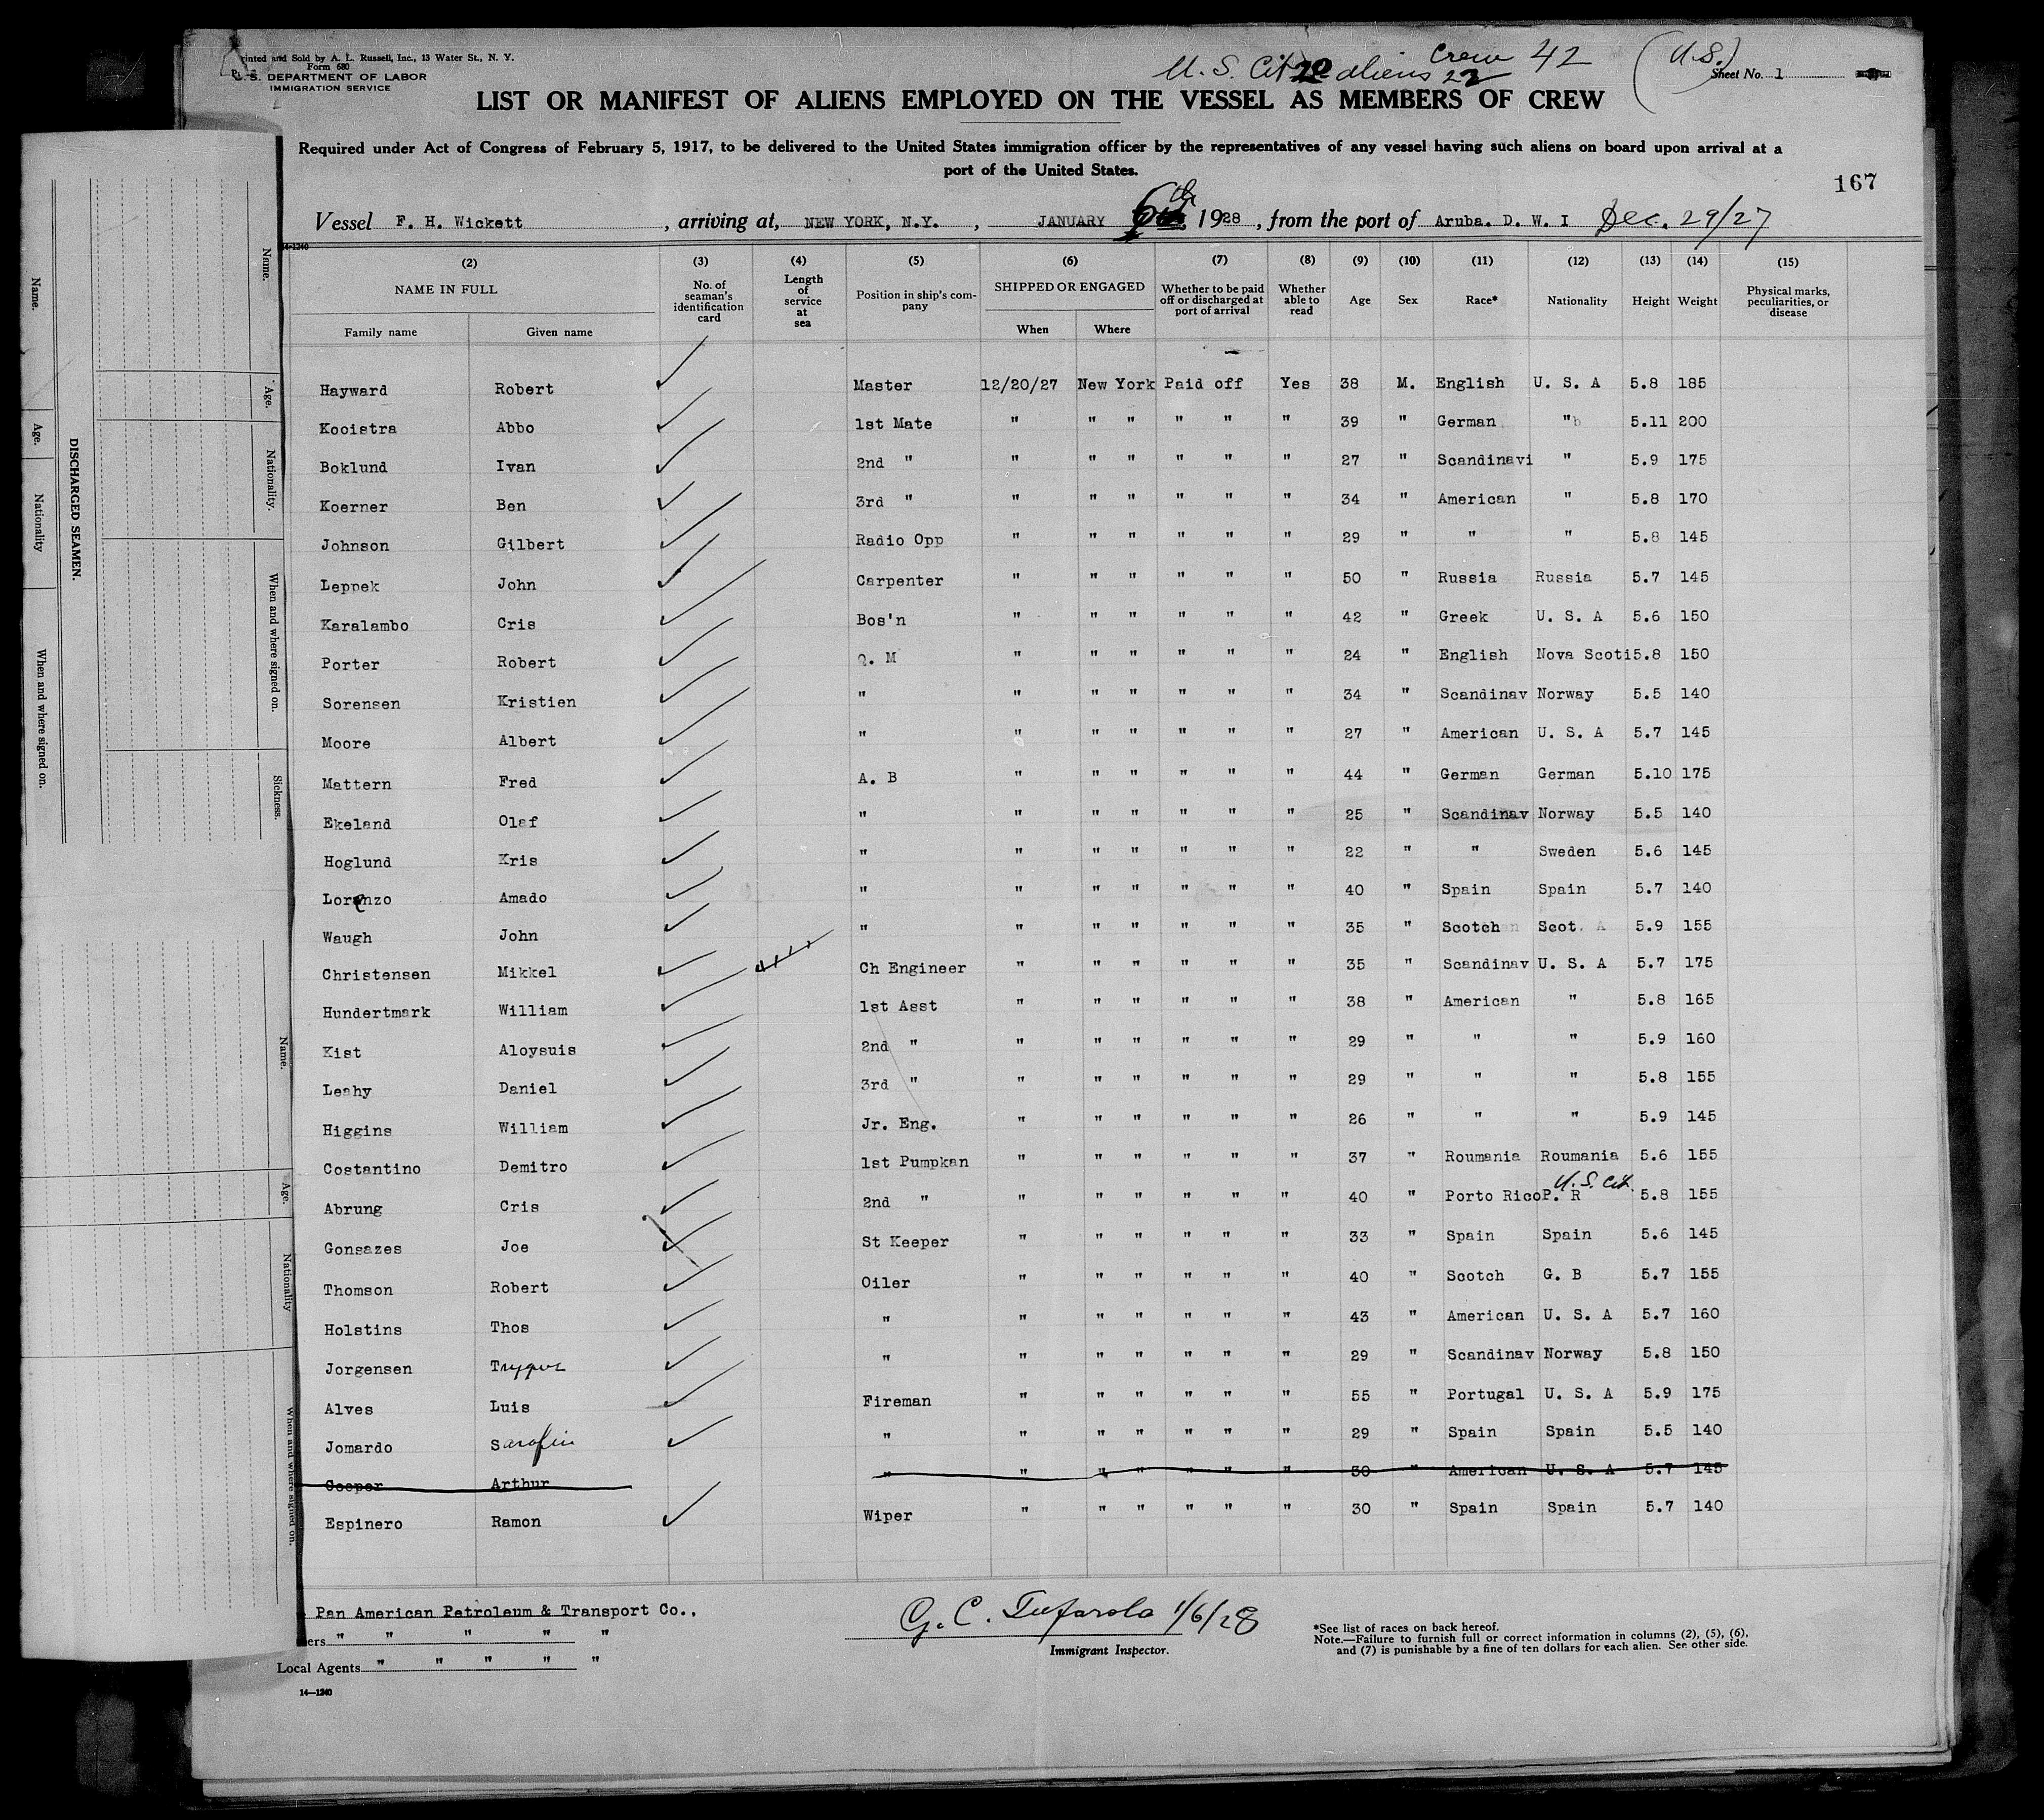 Printed and Sold by A. L. Russell, Inc., 13 Water St., N. Y.
Form 680
U. S. DEPARTMENT OF LABOR
IMMIGRATION SERVICE
U. S. Cit 20 aliens 22 Crew 42 (U.S.)
Sheet No. 1
LIST OR MANIFEST OF ALIENS EMPLOYED ON THE VESSEL AS MEMBERS OF CREW
Required under Act of Congress of February 5, 1917, to be delivered to the United States immigration officer by the representatives of any vessel having such aliens on board upon arrival at a
port of the United States.
167
Vessel F. H. Wickett, arriving at, NEW YORK, N.Y., JANUARY 6th 1928, from the port of Aruba. D. W. I Dec. 29/27
14-1240
(2) (3) (4) (5) (6) (7) (8) (9) (10) (11) (12) (13) (14) (15)
NAME IN FULL No. of seaman's identification card Length of service at sea Position in ship's company SHIPPED OR ENGAGED Whether to be paid off or discharged at port of arrival Whether able to read Age Sex Race* Nationality Height Weight Physical marks, peculiarities, or disease
Family name Given name When Where
Hayward Robert Master 12/20/27 New York Paid off Yes 38 M. English U. S. A 5.8 185
Kooistra Abbo 1st Mate " " " " " " 39 " German " 5.11 200
Boklund Ivan 2nd " " " " " " " 27 " Scandinavi " 5.9 175
Koerner Ben 3rd " " " " " " " 34 " American " 5.8 170
Johnson Gilbert Radio Opp " " " " " " 29 " " " 5.8 145
Leppek John Carpenter " " " " " " 50 " Russia Russia 5.7 145
Karalambo Cris Bos'n " " " " " " 42 " Greek U. S. A 5.6 150
Porter Robert Q. M " " " " " " 24 " English Nova Scoti 5.8 150
Sorensen Kristien " " " " " " " 34 " Scandinav Norway 5.5 140
Moore Albert " " " " " " " 27 " American U. S. A 5.7 145
Mattern Fred A. B " " " " " " 44 " German German 5.10 175
Ekeland Olaf " " " " " " " 25 " Scandinav Norway 5.5 140
Hoglund Kris " " " " " " " 22 " " Sweden 5.6 145
Lorenzo Amado " " " " " " " 40 " Spain Spain 5.7 140
Waugh John " " " " " " " 35 " Scotch Scot. 5.9 155
Christensen Mikkel Ch Engineer " " " " " " 35 " Scandinav U. S. A 5.7 175
Hundertmark William 1st Asst " " " " " " 38 " American " 5.8 165
Kist Aloysuis 2nd " " " " " " " 29 " " " 5.9 160
Leahy Daniel 3rd " " " " " " " 29 " " " 5.8 155
Higgins William Jr. Eng. " " " " " " 26 " " " 5.9 145
Costantino Demitro 1st Pumpkan " " " " " " 37 " Roumania Roumania 5.6 155
Abrung Cris 2nd " " " " " " " 40 " Porto Rico P. R U.S. Cit. 5.8 155
Gonsazes Joe St Keeper " " " " " " 33 " Spain Spain 5.6 145
Thomson Robert Oiler " " " " " " 40 " Scotch G. B 5.7 155
Holstins Thos " " " " " " " 43 " American U. S. A 5.7 160
Jorgensen Trygve " " " " " " " 29 " Scandinav Norway 5.8 150
Alves Luis Fireman " " " " " " 55 " Portugal U. S. A 5.9 175
Jomardo Sarafin " " " " " " " 29 " Spain Spain 5.5 140
Cooper Arthur " " " " " " " 30 " American U. S. A 5.7 145
Espinero Ramon Wiper " " " " " " 30 " Spain Spain 5.7 140
Pan American Petroleum & Transport Co.,
ers " " " " "
Local Agents " " " " "
14-1240
G. C. 1/6/28
Immigrant Inspector.
*See list of races on back hereof.
Note.—Failure to furnish full or correct information in columns (2), (5), (6),
and (7) is punishable by a fine of ten dollars for each alien. See other side.
DISCHARGED SEAMEN.
Name.
Age.
Nationality
When and where signed on.
Name.
Age.
Nationality.
When and where signed on.
Sickness.
Name.
Age.
Nationality
When and where signed on.